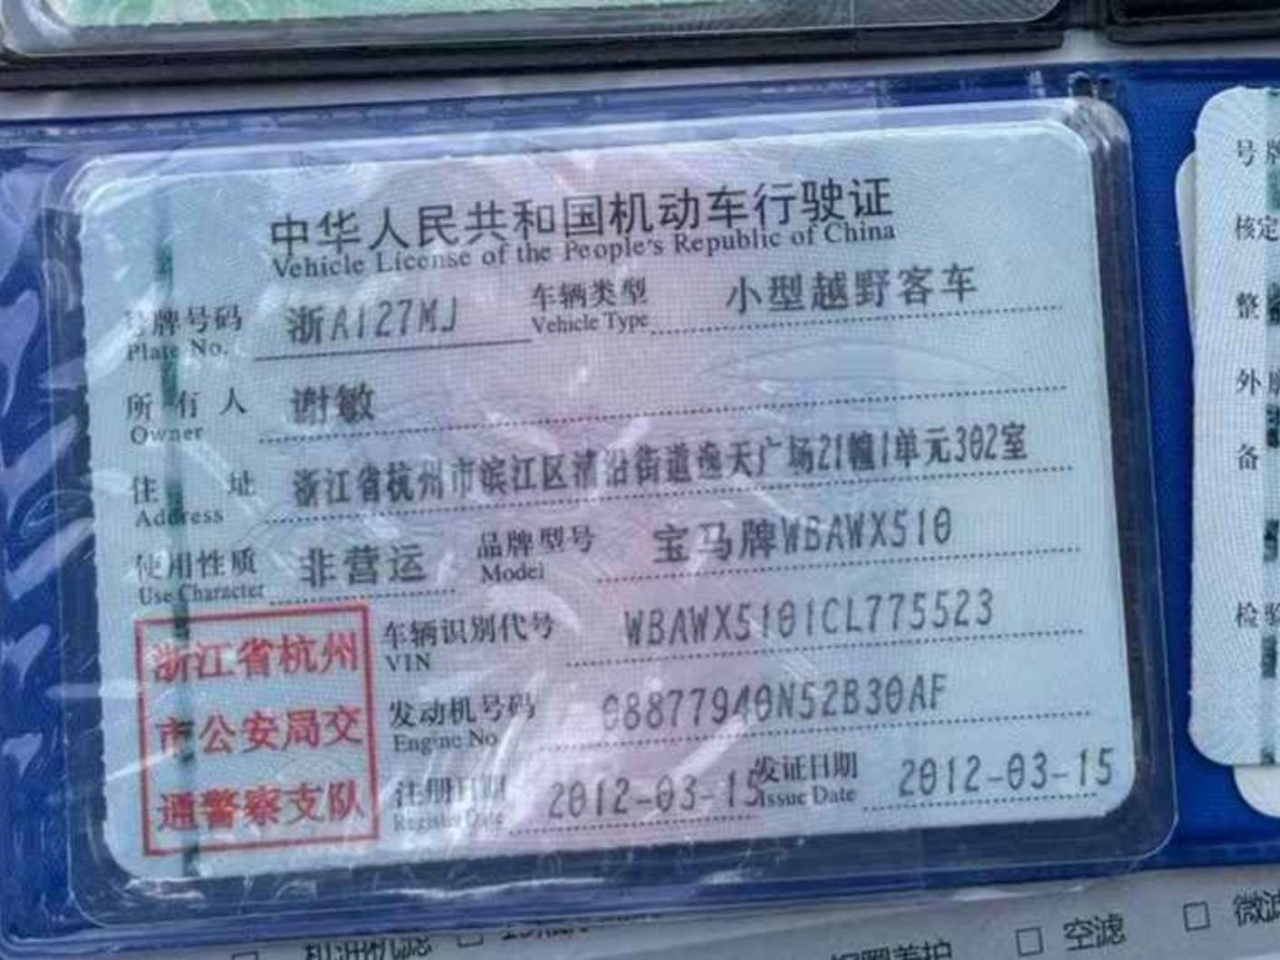 中华人民共和国机动车行驶证
Vehicle License of the People's Republic of China
号牌号码 浙A127MJ 车辆类型 小型越野客车
Plate No. Vehicle Type
所有人 谢敏
Owner
住址 浙江省杭州市滨江区浦沿街道逸天广场21幢1单元302室
Address
使用性质 非营运 品牌型号 宝马牌WBAWX510
Use Character Model
车辆识别代号 WBAWX5101CL775523
VIN
发动机号码 08877940N52B30AF
Engine No.
注册日期 2012-03-15 发证日期 2012-03-15
Register Date Issue Date
浙江省杭州
市公安局交
通警察支队
号牌
核定
整
外
备
检验
空滤